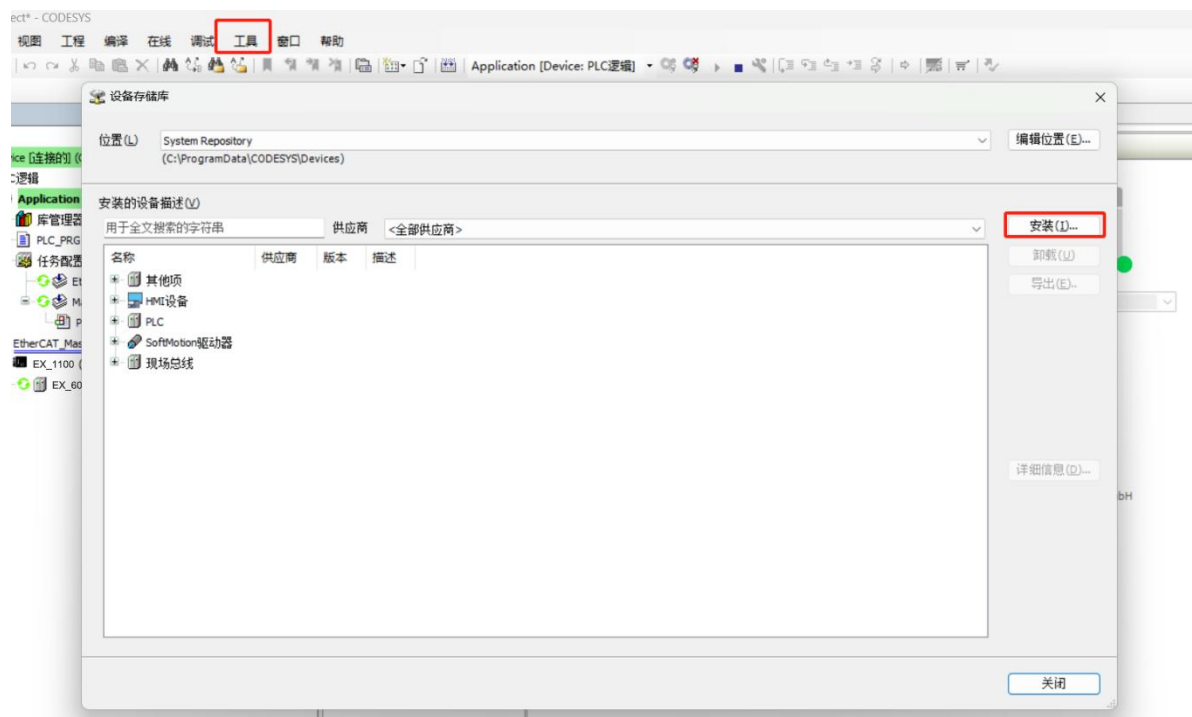 ect* - CODESYS
视图 工程 编译 在线 调试 工具 窗口 帮助
Application [Device: PLC逻辑]
设备存储库
位置(L) System Repository 编辑位置(E)...
(C:\ProgramData\CODESYS\Devices)
ice [连接的] (
C逻辑
Application
库管理器
PLC_PRG
任务配置
Et
M
P
EtherCAT_Mas
EX_1100 (
EX_60
安装的设备描述(V)
用于全文搜索的字符串 供应商 <全部供应商> 安装(I)...
名称 供应商 版本 描述 卸载(U)
其他项 导出(E)...
HMI设备
PLC
SoftMotion驱动器
现场总线
详细信息(D)...
bH
关闭